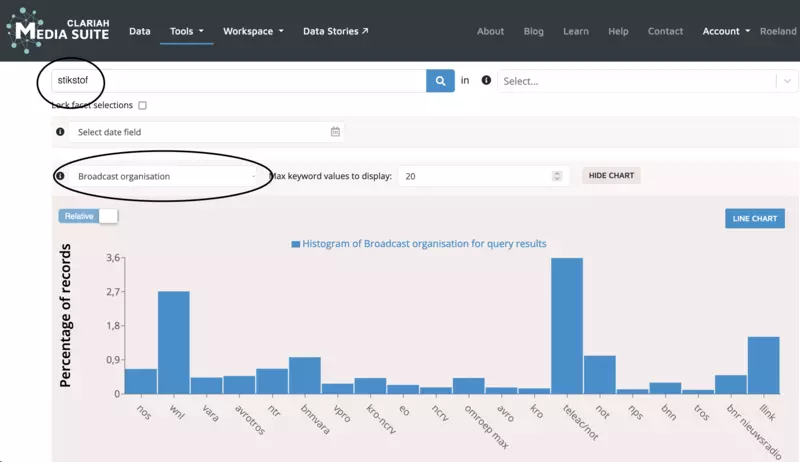 CLARIAH
MEDIA SUITE
Data Tools Workspace Data Stories About Blog Learn Help Contact Account Roeland
stikstof in Select...
Lock facet selections
Select date field
Broadcast organisation Max keyword values to display: 20 HIDE CHART
Relative LINE CHART
Histogram of Broadcast organisation for query results
Percentage of records
3,6
2,7
1,8
0,9
0
nos wnl vara avrotros ntr bnnvara vpro kro-ncrv eo ncrv omroep max avro kro teleac/not not nps bnn tros bnr nieuwsradio llink